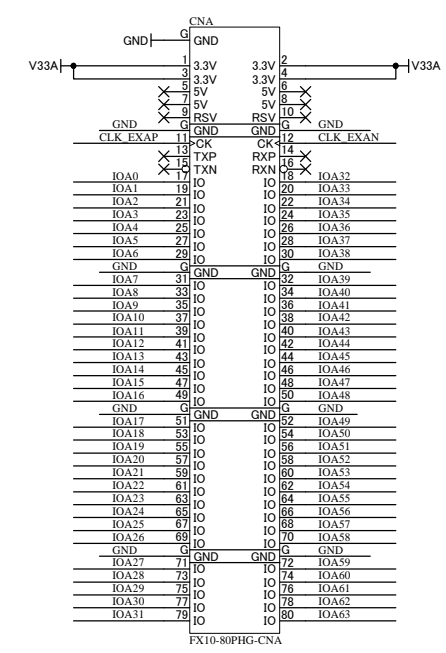 CNA
GND G GND
V33A 1 3.3V 3.3V 2 V33A
3 3.3V 3.3V 4
5 5V 5V 6
7 5V 5V 8
9 RSV RSV 10
GND G GND GND G GND
CLK_EXAP 11 CK CK 12 CLK_EXAN
13 TXP RXP 14
15 TXN RXN 16
IOA0 17 IO IO 18 IOA32
IOA1 19 IO IO 20 IOA33
IOA2 21 IO IO 22 IOA34
IOA3 23 IO IO 24 IOA35
IOA4 25 IO IO 26 IOA36
IOA5 27 IO IO 28 IOA37
IOA6 29 IO IO 30 IOA38
GND G GND GND G GND
IOA7 31 IO IO 32 IOA39
IOA8 33 IO IO 34 IOA40
IOA9 35 IO IO 36 IOA41
IOA10 37 IO IO 38 IOA42
IOA11 39 IO IO 40 IOA43
IOA12 41 IO IO 42 IOA44
IOA13 43 IO IO 44 IOA45
IOA14 45 IO IO 46 IOA46
IOA15 47 IO IO 48 IOA47
IOA16 49 IO IO 50 IOA48
GND G GND GND G GND
IOA17 51 IO IO 52 IOA49
IOA18 53 IO IO 54 IOA50
IOA19 55 IO IO 56 IOA51
IOA20 57 IO IO 58 IOA52
IOA21 59 IO IO 60 IOA53
IOA22 61 IO IO 62 IOA54
IOA23 63 IO IO 64 IOA55
IOA24 65 IO IO 66 IOA56
IOA25 67 IO IO 68 IOA57
IOA26 69 IO IO 70 IOA58
GND G GND GND G GND
IOA27 71 IO IO 72 IOA59
IOA28 73 IO IO 74 IOA60
IOA29 75 IO IO 76 IOA61
IOA30 77 IO IO 78 IOA62
IOA31 79 IO IO 80 IOA63
FX10-80PHG-CNA